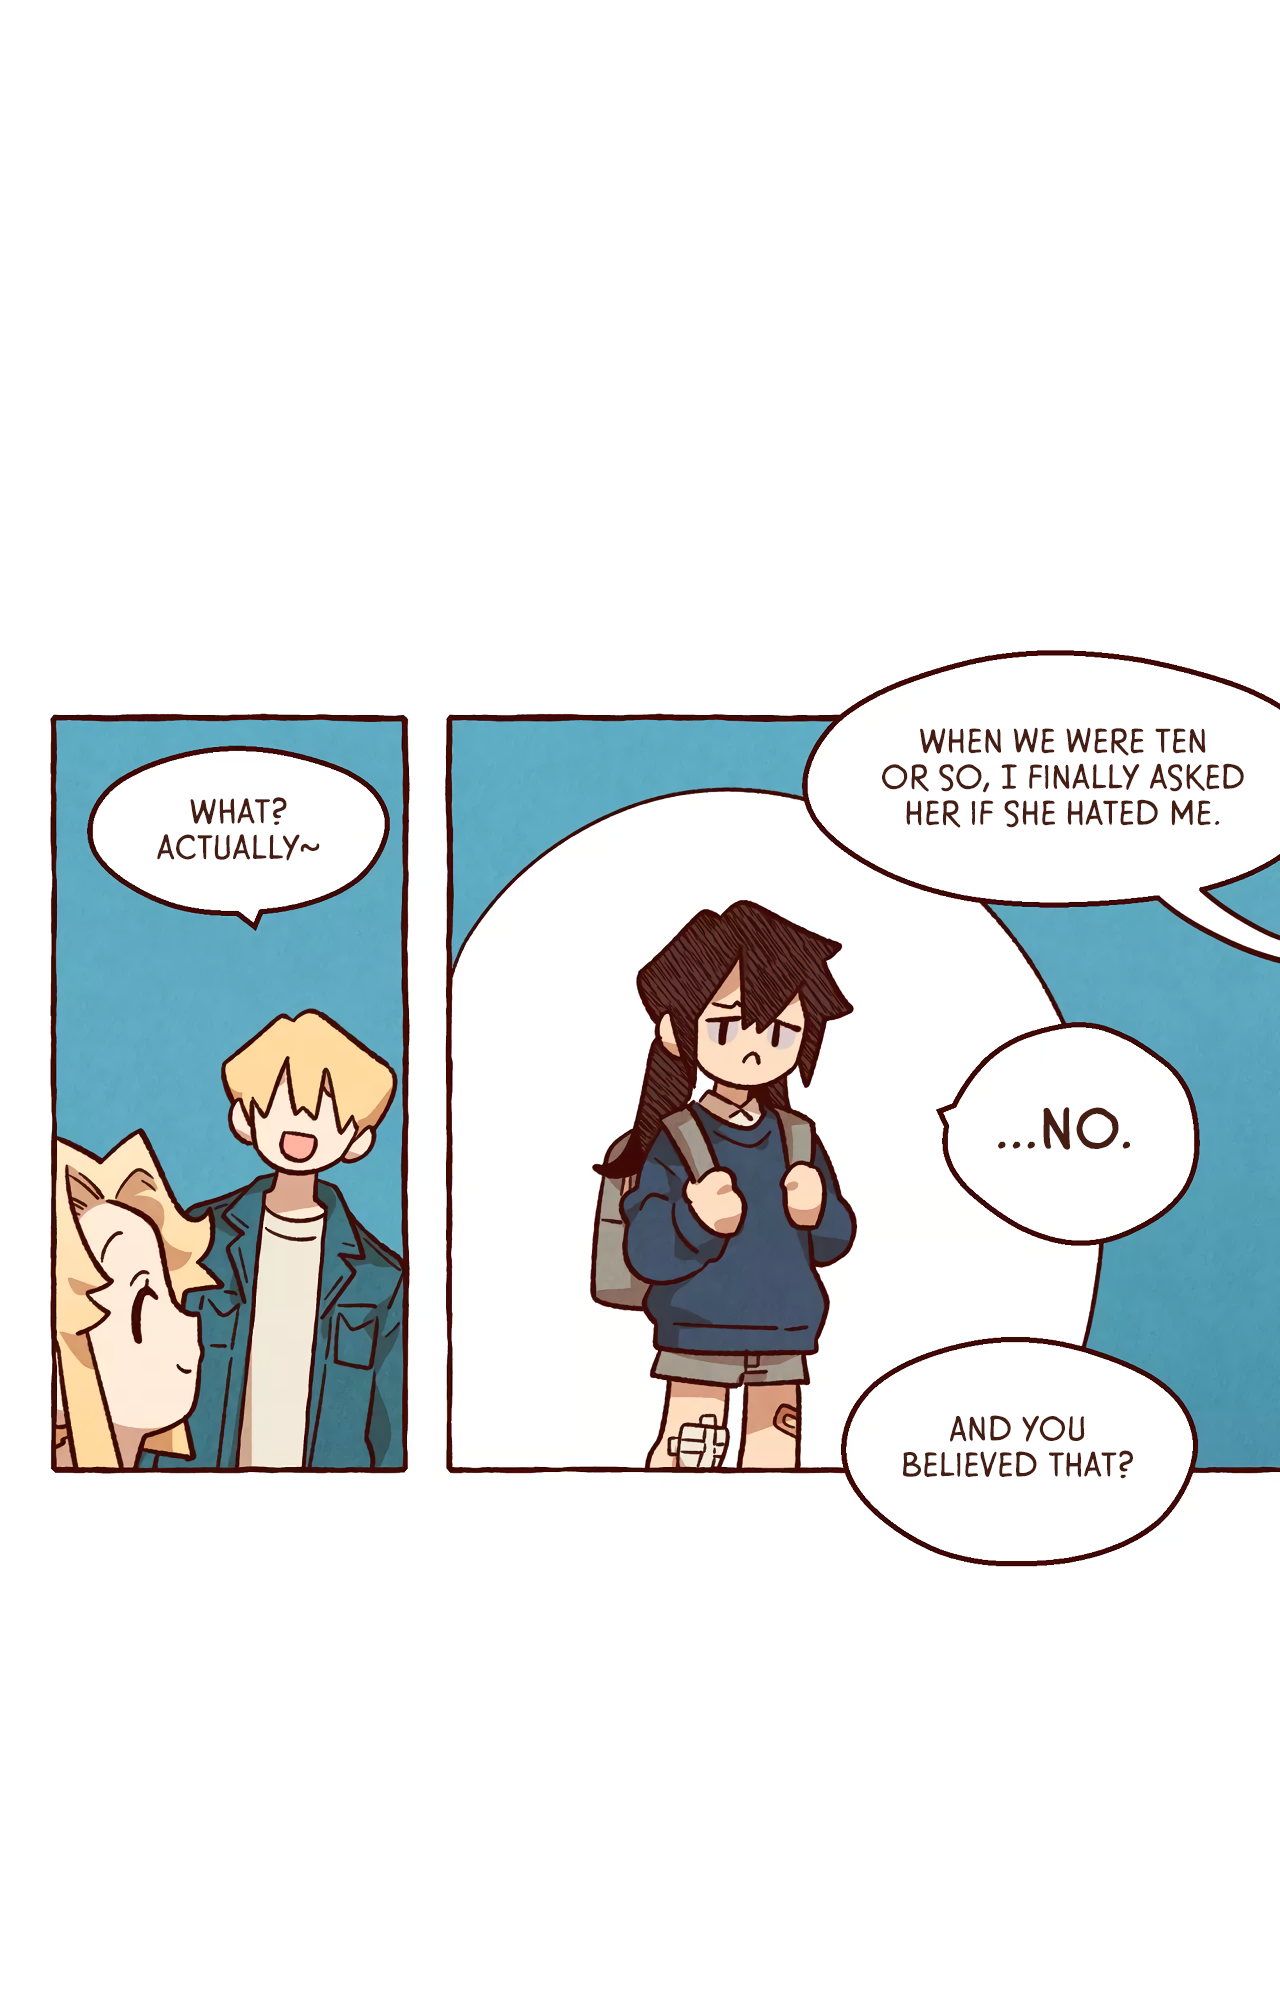 WHAT?
ACTUALLY~
WHEN WE WERE TEN
OR SO, I FINALLY ASKED
HER IF SHE HATED ME.
...NO.
AND YOU
BELIEVED THAT?